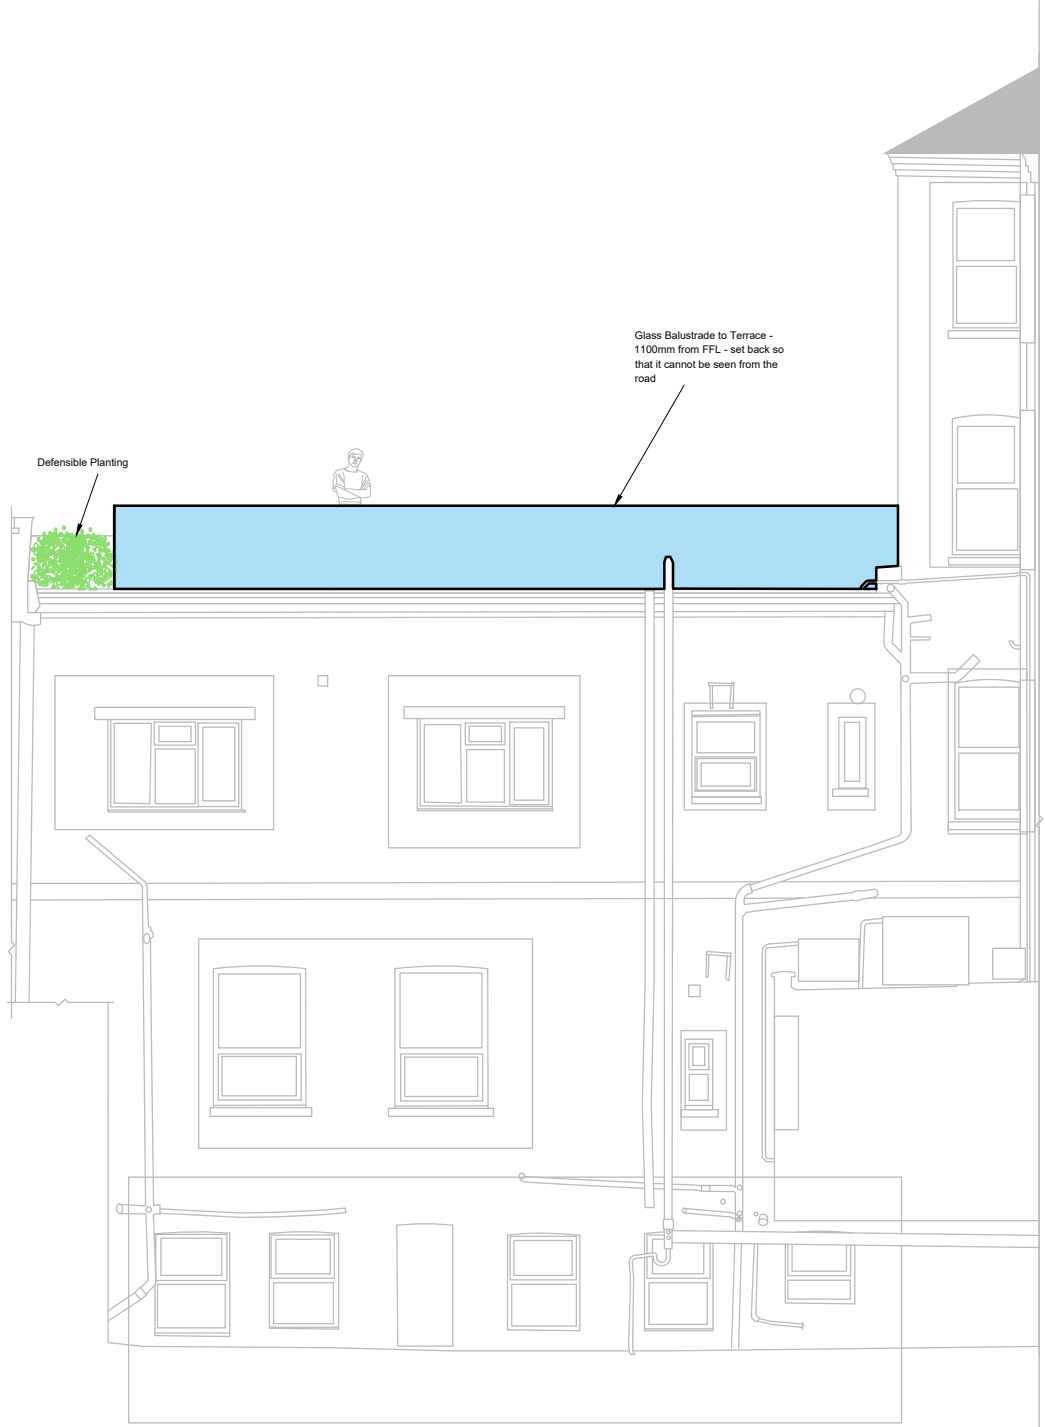 Glass Balustrade to Terrace -
1100mm from FFL - set back so
that it cannot be seen from the
road
Defensible Planting